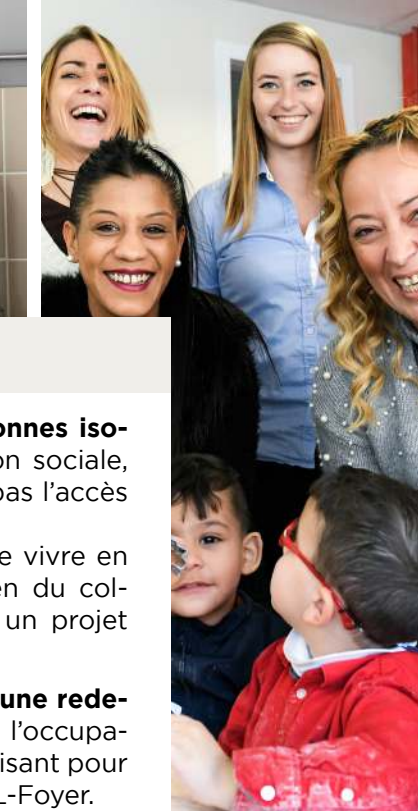 onnes iso-
on sociale,
pas l’accès
e vivre en
en du col-
un projet
une rede-
l’occupa-
isant pour
L-Foyer.